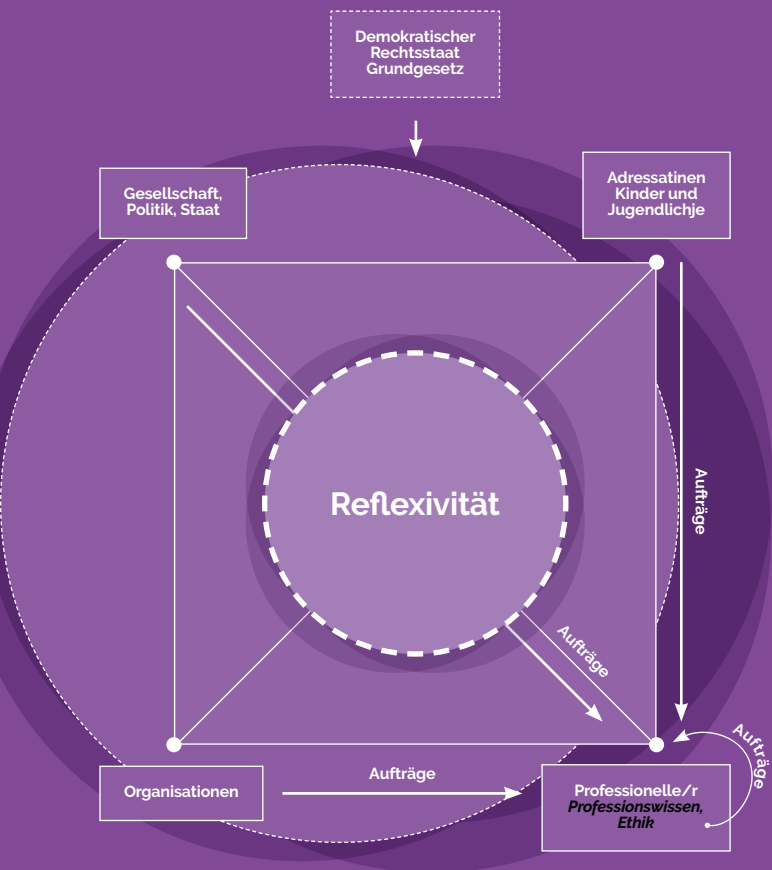 Demokratischer
Rechtsstaat
Grundgesetz
Gesellschaft,
Politik, Staat
Adressatinen
Kinder und
Jugendlichje
Reflexivität
Aufträge
Aufträge
Aufträge
Aufträge
Organisationen
Professionelle/r
Professionswissen,
Ethik